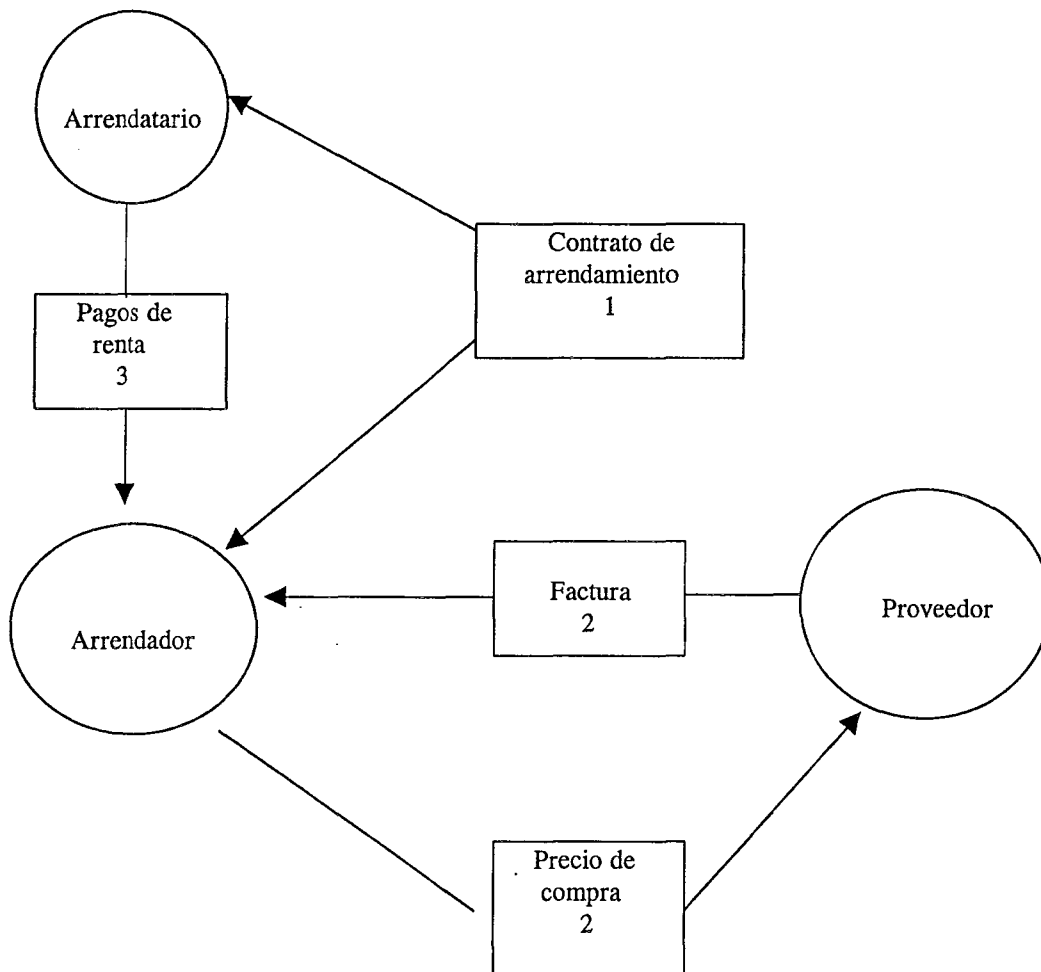 Arrendatario
Contrato de
arrendamiento
1
Pagos de
renta
3
Factura
2
Proveedor
Arrendador
Precio de
compra
2